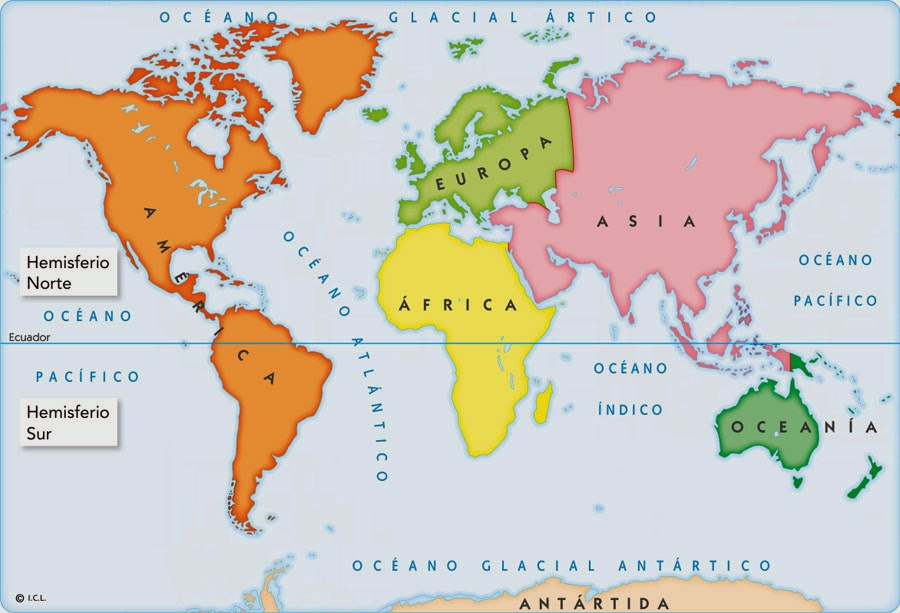 OCÉANO GLACIAL ÁRTICO
EUROPA
ASIA
AMÉRICA
Hemisferio
Norte
OCÉANO ATLÁNTICO
OCÉANO
PACÍFICO
ÁFRICA
OCÉANO
Ecuador
PACÍFICO
OCÉANO
ÍNDICO
Hemisferio
Sur
OCEANÍA
OCÉANO GLACIAL ANTÁRTICO
© I.C.L.
ANTÁRTIDA